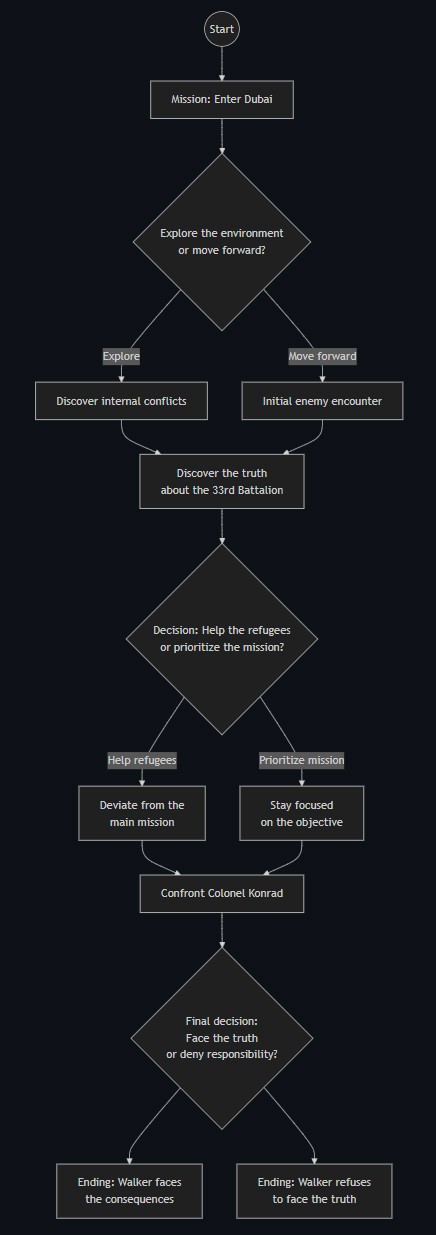 Start
Mission: Enter Dubai
Explore the environment
or move forward?
Explore
Move forward
Discover internal conflicts
Initial enemy encounter
Discover the truth
about the 33rd Battalion
Decision: Help the refugees
or prioritize the mission?
Help refugees
Prioritize mission
Deviate from the
main mission
Stay focused
on the objective
Confront Colonel Konrad
Final decision:
Face the truth
or deny responsibility?
Ending: Walker faces
the consequences
Ending: Walker refuses
to face the truth